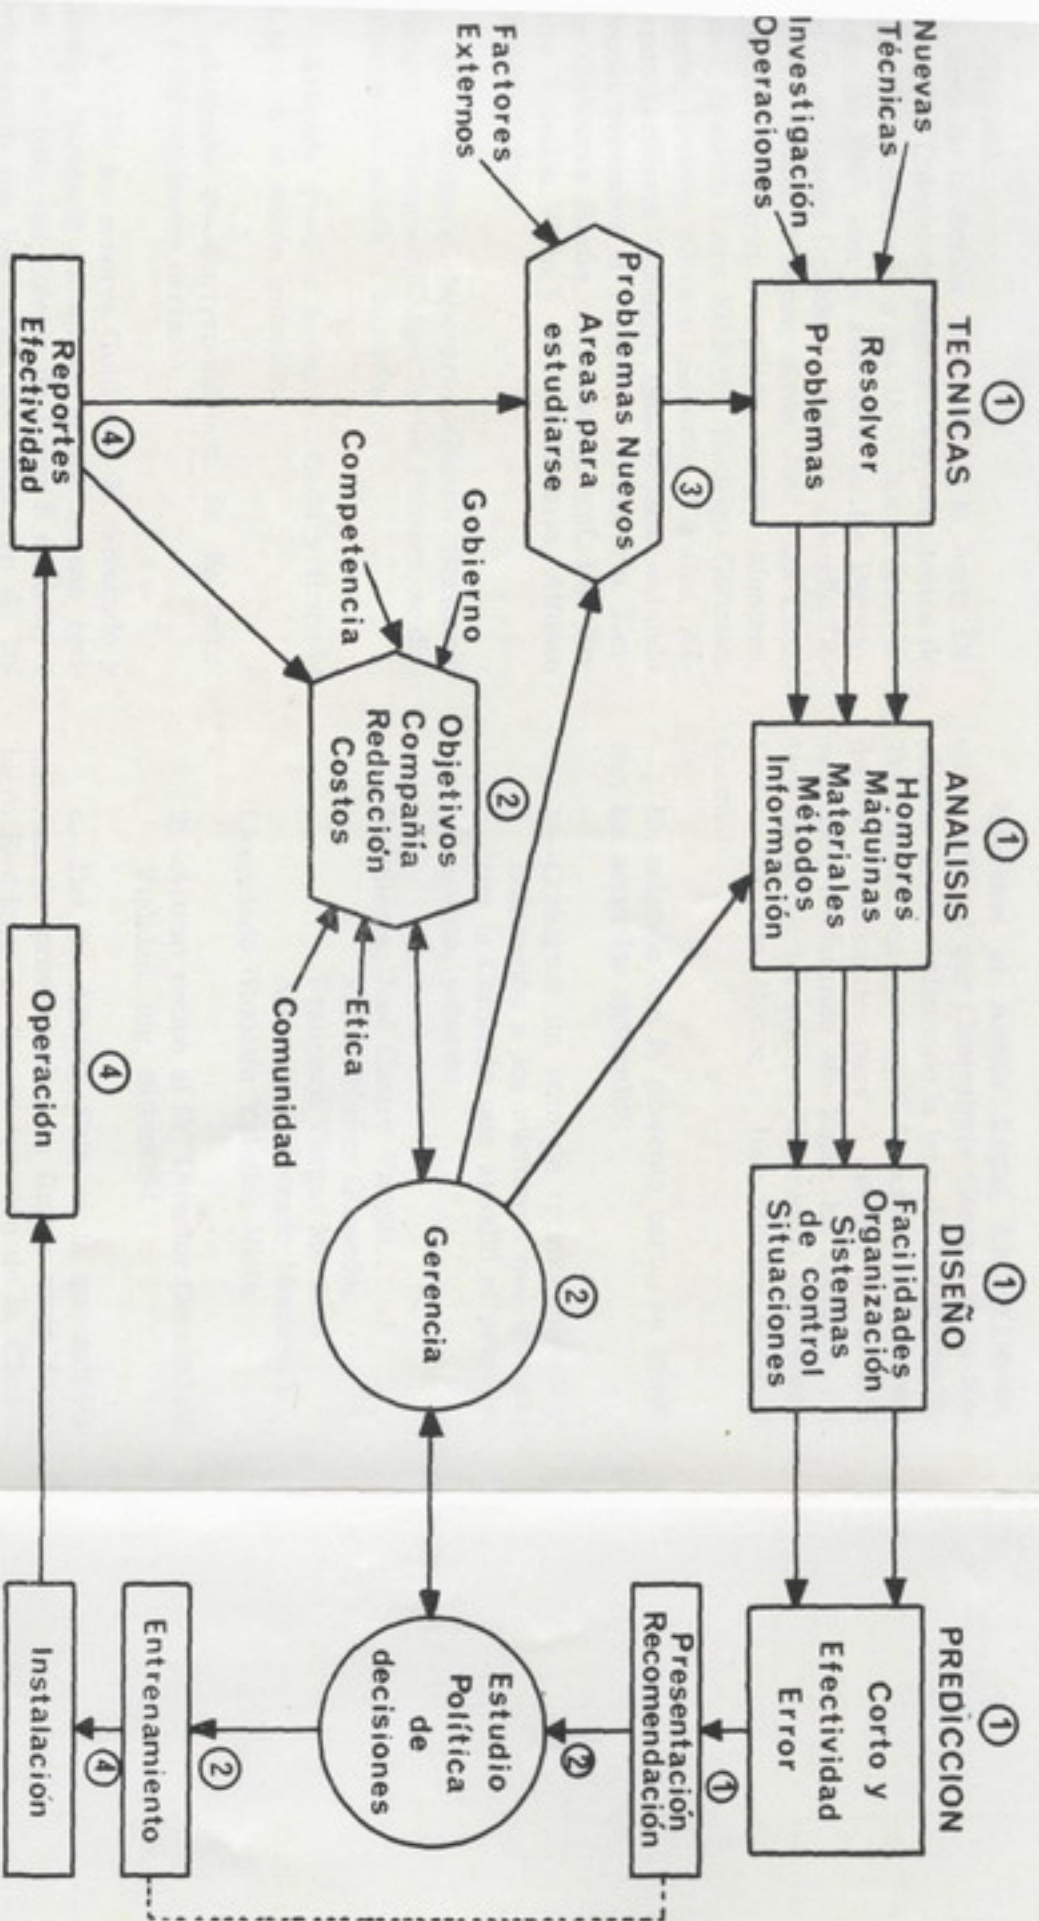 ①
TECNICAS
①
ANALISIS
①
DISEÑO
①
PREDICCION
Nuevas
Técnicas
Investigación
Operaciones
Resolver
Problemas
Hombres
Máquinas
Materiales
Métodos
Información
Facilidades
Organización
Sistemas
de control
Situaciones
Corto y
Efectividad
Error
①
Presentación
Recomendación
③
Problemas Nuevos
Areas para
estudiarse
Factores
Externos
②
Objetivos
Compañía
Reducción
Costos
Gobierno
Competencia
Etica
Comunidad
②
Gerencia
②
Estudio
Política
de
decisiones
②
Entrenamiento
④
Instalación
④
Operación
④
Reportes
Efectividad